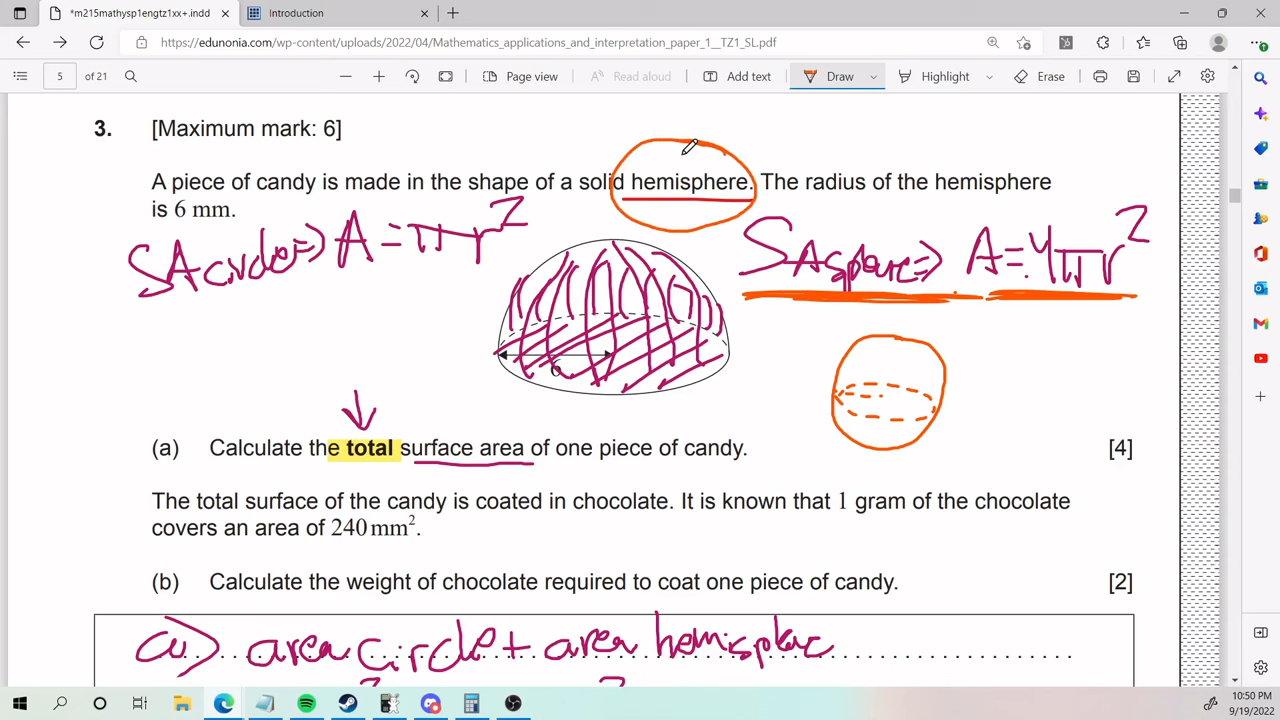 *m215mathysp1engtz1xx+.indd
Introduction
https://edunonia.com/wp-content/uploads/2022/04/Mathematics_applications_and_interpretation_paper_1__TZ1_SL.pdf
5 of 21
Page view
Read aloud
Add text
Draw
Highlight
Erase
3. [Maximum mark: 6]
A piece of candy is made in the shape of a solid hemisphere. The radius of the hemisphere
is 6 mm.
SA circle => A = πr²
SA sphere => A = 4πr²
6
(a) Calculate the total surface area of one piece of candy. [4]
The total surface of the candy is coated in chocolate. It is known that 1 gram of the chocolate
covers an area of 240 mm².
(b) Calculate the weight of chocolate required to coat one piece of candy. [2]
a) area circle + area hemisphere
10:50 PM
9/19/2022